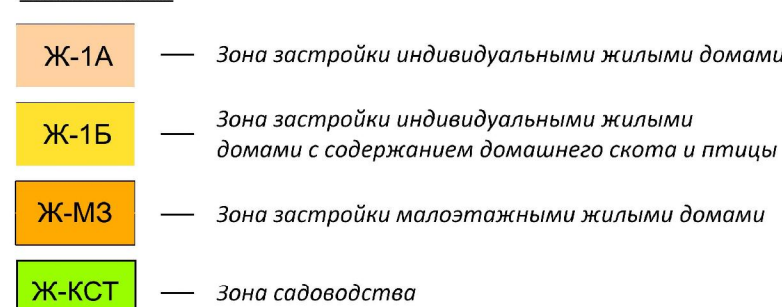 Ж-1А — Зона застройки индивидуальными жилыми домами
Ж-1Б — Зона застройки индивидуальными жилыми
домами с содержанием домашнего скота и птицы
Ж-МЗ — Зона застройки малоэтажными жилыми домами
Ж-КСТ — Зона садоводства